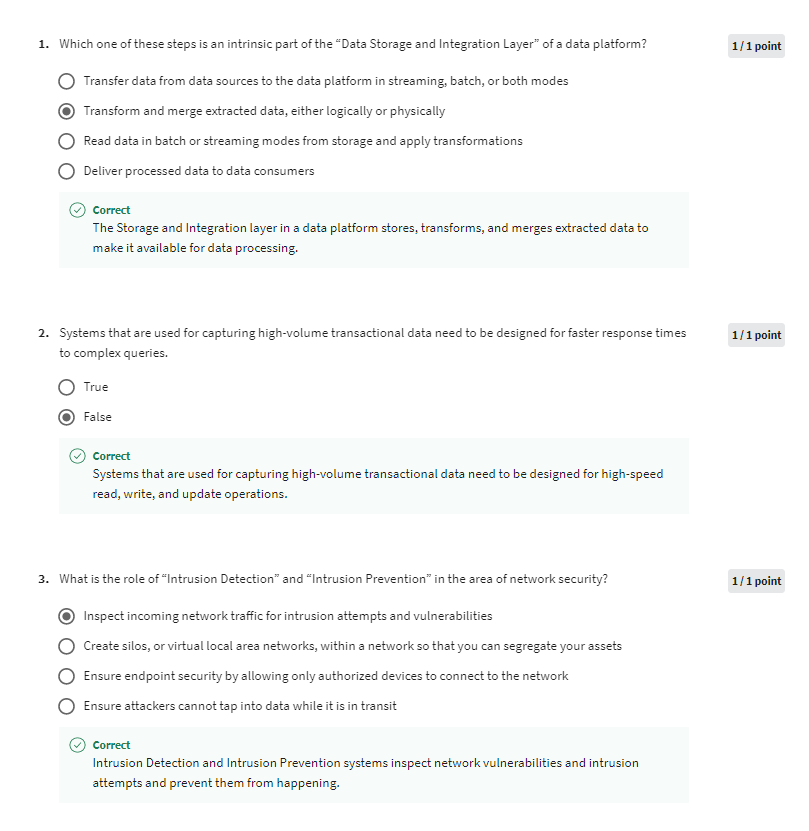 1. Which one of these steps is an intrinsic part of the “Data Storage and Integration Layer” of a data platform?
1 / 1 point
Transfer data from data sources to the data platform in streaming, batch, or both modes
Transform and merge extracted data, either logically or physically
Read data in batch or streaming modes from storage and apply transformations
Deliver processed data to data consumers
Correct
The Storage and Integration layer in a data platform stores, transforms, and merges extracted data to
make it available for data processing.
2. Systems that are used for capturing high-volume transactional data need to be designed for faster response times
to complex queries.
1 / 1 point
True
False
Correct
Systems that are used for capturing high-volume transactional data need to be designed for high-speed
read, write, and update operations.
3. What is the role of “Intrusion Detection” and “Intrusion Prevention” in the area of network security?
1 / 1 point
Inspect incoming network traffic for intrusion attempts and vulnerabilities
Create silos, or virtual local area networks, within a network so that you can segregate your assets
Ensure endpoint security by allowing only authorized devices to connect to the network
Ensure attackers cannot tap into data while it is in transit
Correct
Intrusion Detection and Intrusion Prevention systems inspect network vulnerabilities and intrusion
attempts and prevent them from happening.